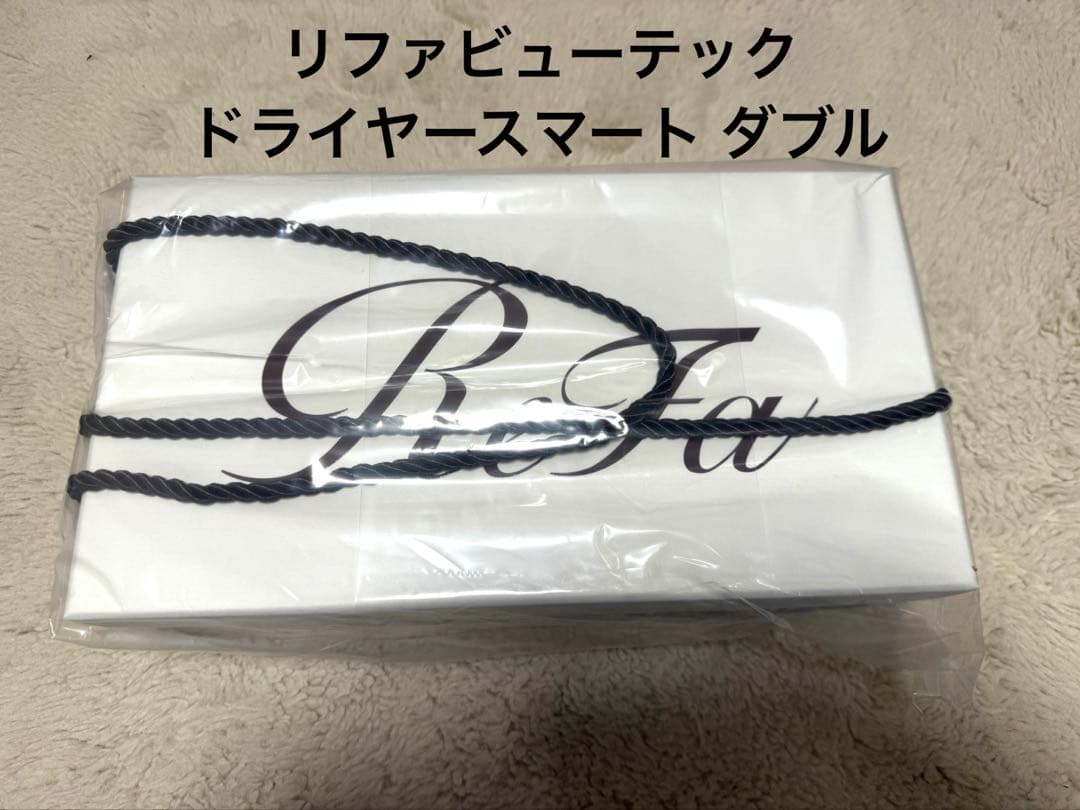 リファビューテック
ドライヤースマート ダブル
ReFa